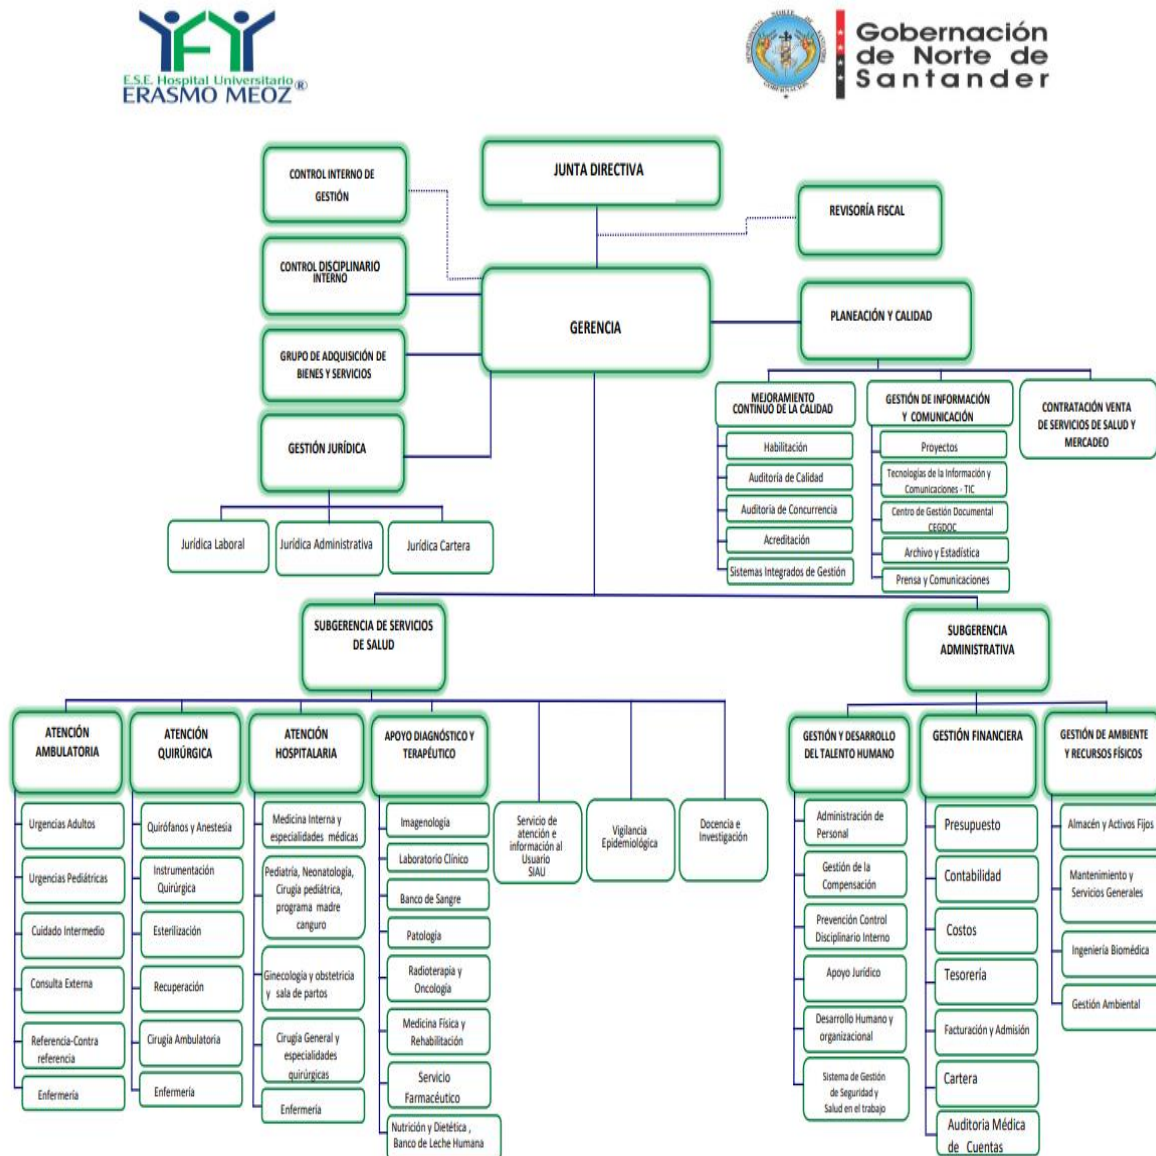 E.S.E. Hospital Universitario
ERASMO MEOZ®
Gobernación
de Norte de
Santander
DEPARTAMENTO NORTE DE SANTANDER
GOBERNACIÓN
JUNTA DIRECTIVA
CONTROL INTERNO DE
GESTIÓN
REVISORÍA FISCAL
CONTROL DISCIPLINARIO
INTERNO
GERENCIA
PLANEACIÓN Y CALIDAD
GRUPO DE ADQUISICIÓN DE
BIENES Y SERVICIOS
GESTIÓN JURÍDICA
Jurídica Laboral
Jurídica Administrativa
Jurídica Cartera
MEJORAMIENTO
CONTINUO DE LA CALIDAD
Habilitación
Auditoría de Calidad
Auditoria de Concurrencia
Acreditación
Sistemas Integrados de Gestión
GESTIÓN DE INFORMACIÓN
Y COMUNICACIÓN
Proyectos
Tecnologías de la Información y
Comunicaciones - TIC
Centro de Gestión Documental
CEGDOC
Archivo y Estadística
Prensa y Comunicaciones
CONTRATACIÓN VENTA
DE SERVICIOS DE SALUD Y
MERCADEO
SUBGERENCIA DE SERVICIOS
DE SALUD
SUBGERENCIA
ADMINISTRATIVA
ATENCIÓN
AMBULATORIA
Urgencias Adultos
Urgencias Pediátricas
Cuidado Intermedio
Consulta Externa
Referencia-Contra
referencia
Enfermería
ATENCIÓN
QUIRÚRGICA
Quirófanos y Anestesia
Instrumentación
Quirúrgica
Esterilización
Recuperación
Cirugía Ambulatoria
Enfermería
ATENCIÓN
HOSPITALARIA
Medicina Interna y
especialidades médicas
Pediatría, Neonatología,
Cirugía pediátrica,
programa madre
canguro
Ginecología y obstetricia
y sala de partos
Cirugía General y
especialidades
quirúrgicas
Enfermería
APOYO DIAGNÓSTICO Y
TERAPÉUTICO
Imagenología
Laboratorio Clínico
Banco de Sangre
Patología
Radioterapia y
Oncología
Medicina Física y
Rehabilitación
Servicio
Farmacéutico
Nutrición y Dietética ,
Banco de Leche Humana
Servicio de
atención e
información al
Usuario
SIAU
Vigilancia
Epidemiológica
Docencia e
Investigación
GESTIÓN Y DESARROLLO
DEL TALENTO HUMANO
Administración de
Personal
Gestión de la
Compensación
Prevención Control
Disciplinario Interno
Apoyo Jurídico
Desarrollo Humano y
organizacional
Sistema de Gestión
de Seguridad y
Salud en el trabajo
GESTIÓN FINANCIERA
Presupuesto
Contabilidad
Costos
Tesorería
Facturación y Admisión
Cartera
Auditoria Médica
de Cuentas
GESTIÓN DE AMBIENTE
Y RECURSOS FÍSICOS
Almacén y Activos Fijos
Mantenimiento y
Servicios Generales
Ingeniería Biomédica
Gestión Ambiental